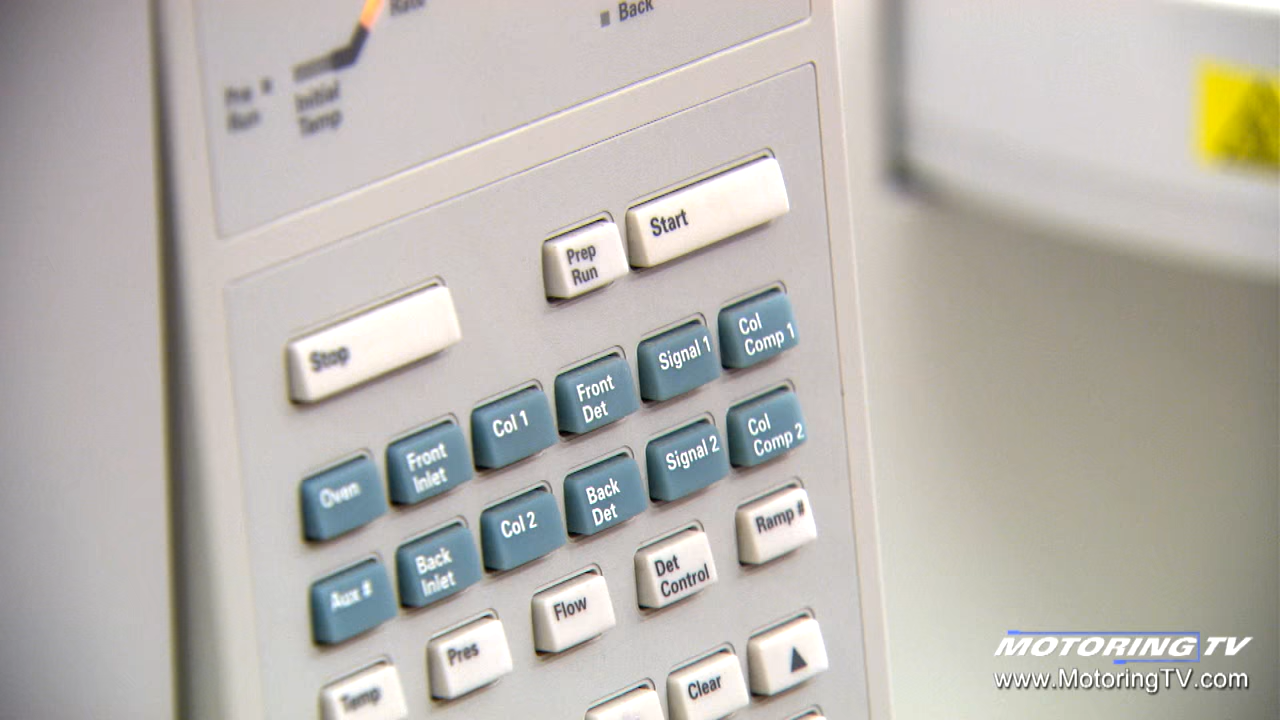 Rate
Back
Pre
Run
Initial
Temp
Start
Prep
Run
Stop
Col
Comp 1
Signal 1
Front
Det
Col 1
Front
Inlet
Oven
Col
Comp 2
Signal 2
Back
Det
Col 2
Back
Inlet
Aux #
Ramp #
Det
Control
Flow
Pres
Temp
Clear
MOTORING TV
www.MotoringTV.com